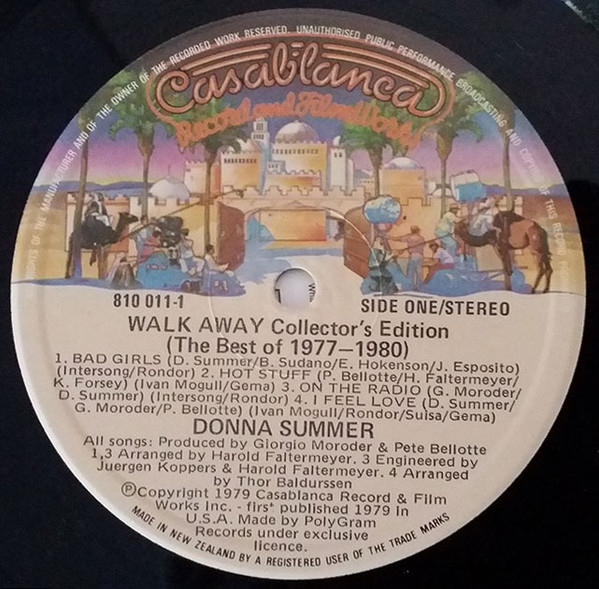 OF THE MANUFACTURER AND OF THE OWNER OF THE RECORDED WORK RESERVED. UNAUTHORISED PUBLIC PERFORMANCE BROADCASTING AND COPYING OF THIS RECORD
Casablanca
Record and FilmWorks
810 011-1
SIDE ONE/STEREO
WALK AWAY Collector's Edition
(The Best of 1977—1980)
1. BAD GIRLS (D. Summer/B. Sudano/E. Hokenson/J. Esposito)
(Intersong/Rondor) 2. HOT STUFF (P. Bellotte/H. Faltermeyer/
K. Forsey) (Ivan Mogull/Gema) 3. ON THE RADIO (G. Moroder/
D. Summer) (Intersong/Rondor) 4. I FEEL LOVE (D. Summer/
G. Moroder/P. Bellotte) (Ivan Mogull/Rondor/Sulsa/Gema)
DONNA SUMMER
All songs: Produced by Giorgio Moroder & Pete Bellotte
1,3 Arranged by Harold Faltermeyer. 3 Engineered by
Juergen Koppers & Harold Faltermeyer. 4 Arranged
by Thor Baldurssen
ⓅCopyright 1979 Casablanca Record & Film
Works Inc. - first published 1979 in
U.S.A. Made by PolyGram
Records under exclusive
licence.
MADE IN NEW ZEALAND BY A REGISTERED USER OF THE TRADE MARKS